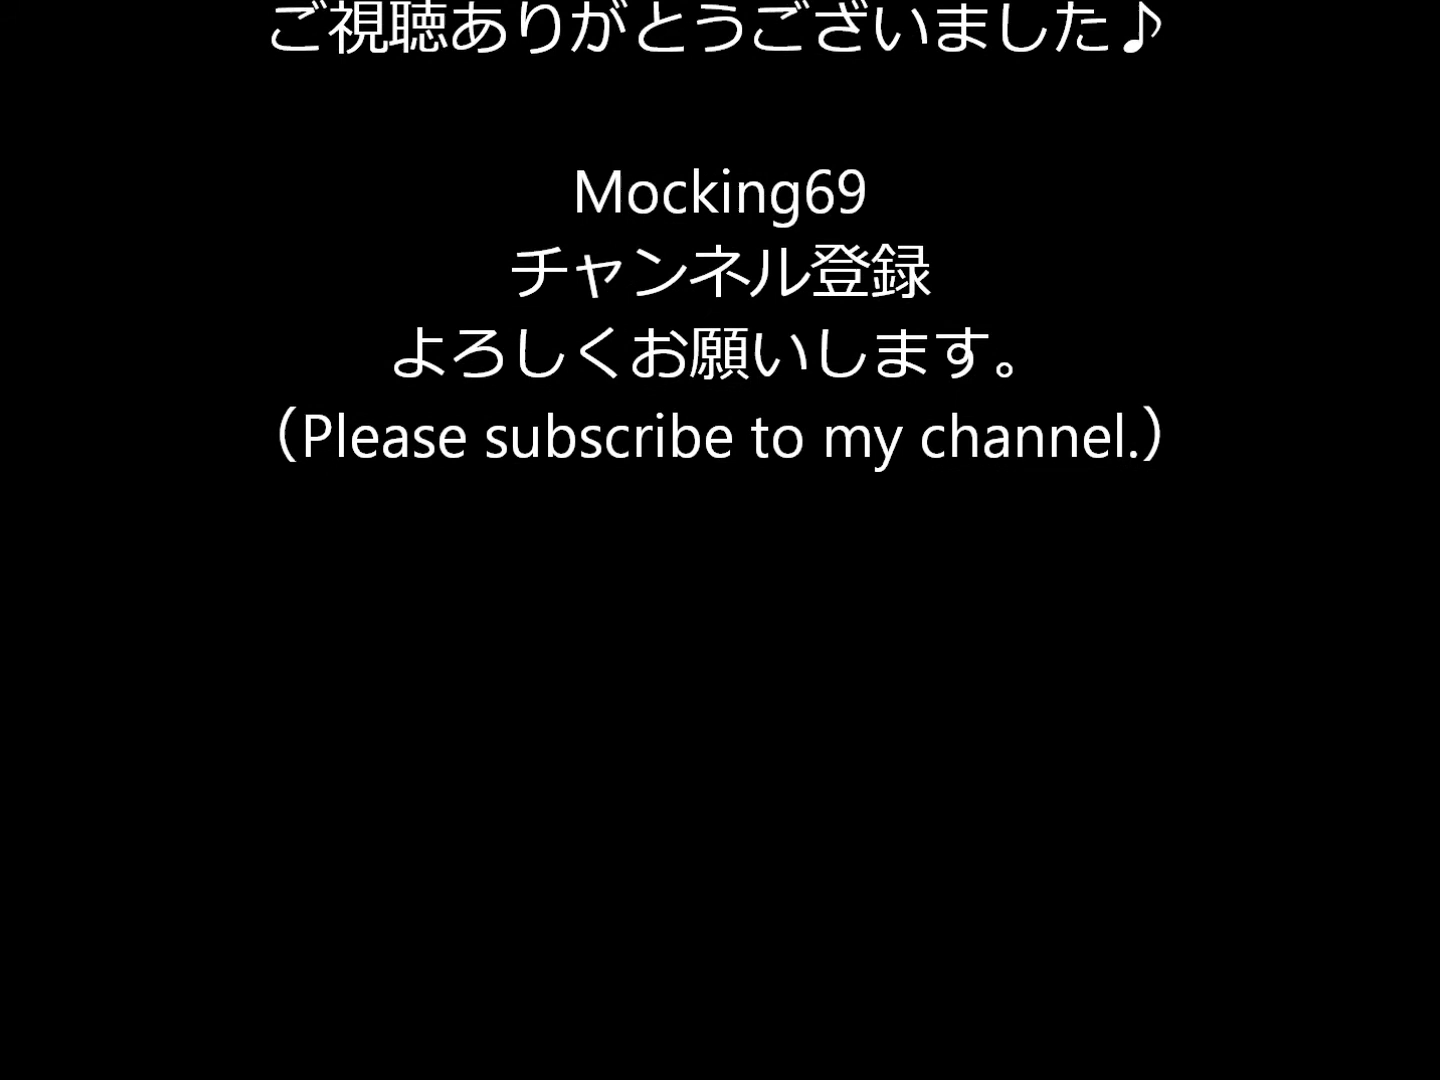 ご視聴ありがとうございました♪
Mocking69
チャンネル登録
よろしくお願いします。
（Please subscribe to my channel.）